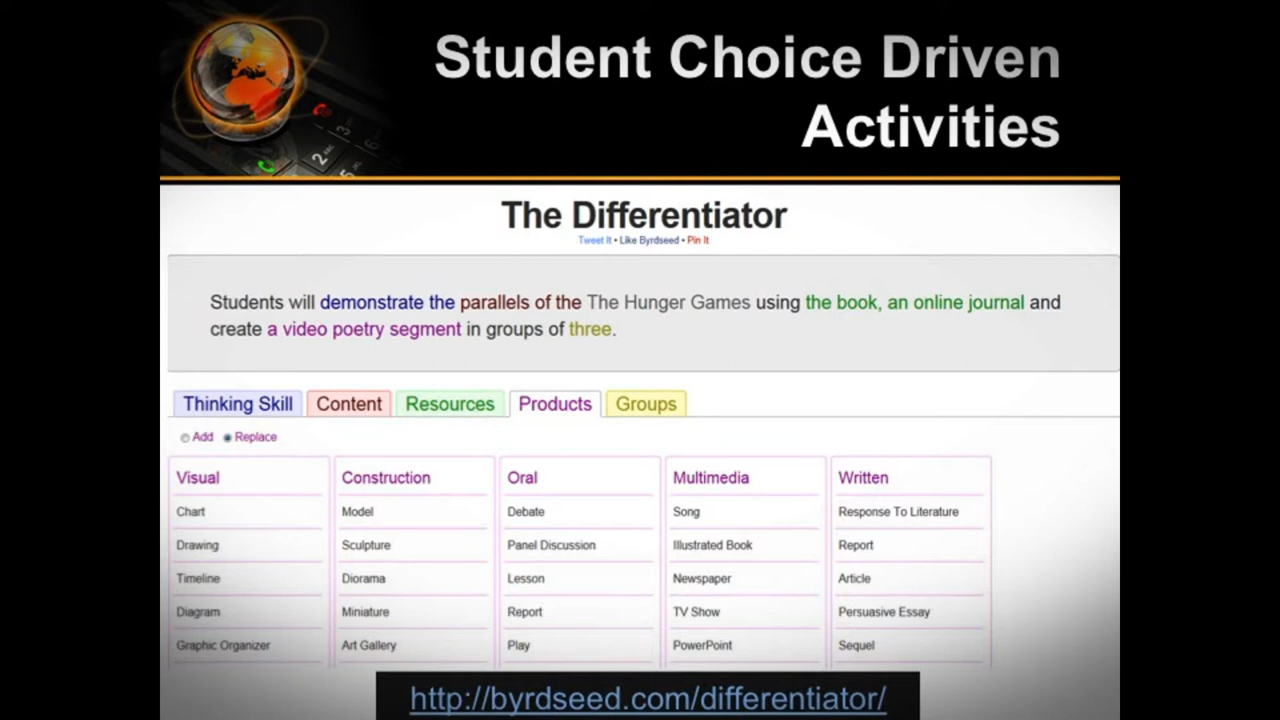 Student Choice Driven
Activities
The Differentiator
Tweet It • Like Byrdseed • Pin It
Students will demonstrate the parallels of the The Hunger Games using the book, an online journal and
create a video poetry segment in groups of three.
Thinking Skill Content Resources Products Groups
Add Replace
Visual Construction Oral Multimedia Written
Chart Model Debate Song Response To Literature
Drawing Sculpture Panel Discussion Illustrated Book Report
Timeline Diorama Lesson Newspaper Article
Diagram Miniature Report TV Show Persuasive Essay
Graphic Organizer Art Gallery Play PowerPoint Sequel
http://byrdseed.com/differentiator/